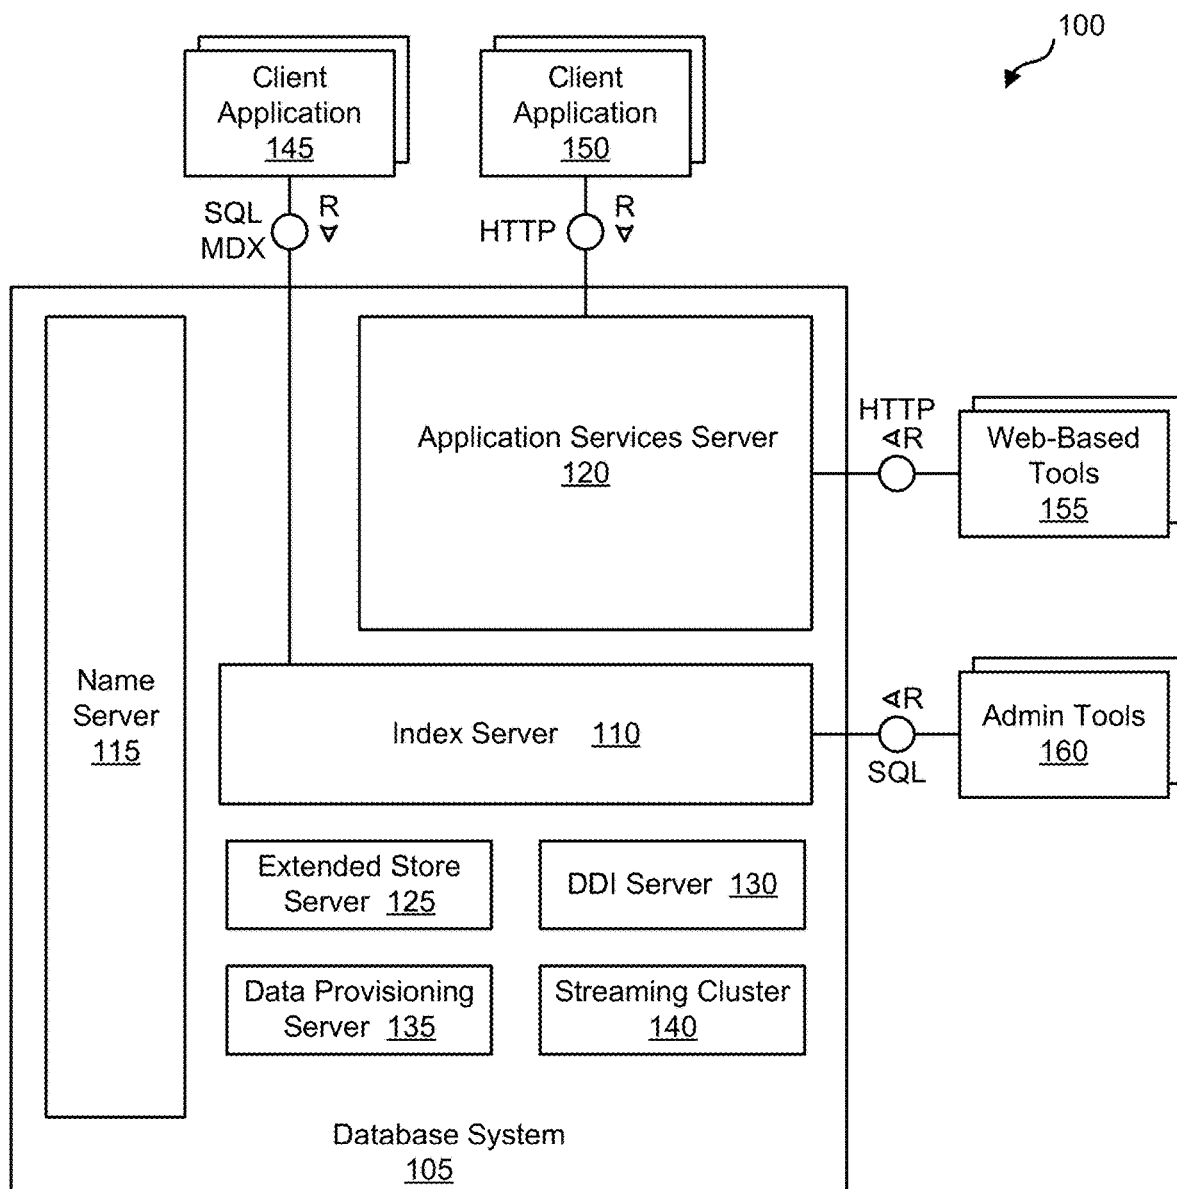 100
Client
Application
145
Client
Application
150
SQL
MDX
R
HTTP
R
Application Services Server
120
HTTP
R
Web-Based
Tools
155
Name
Server
115
Index Server 110
R
SQL
Admin Tools
160
Extended Store
Server 125
DDI Server 130
Data Provisioning
Server 135
Streaming Cluster
140
Database System
105